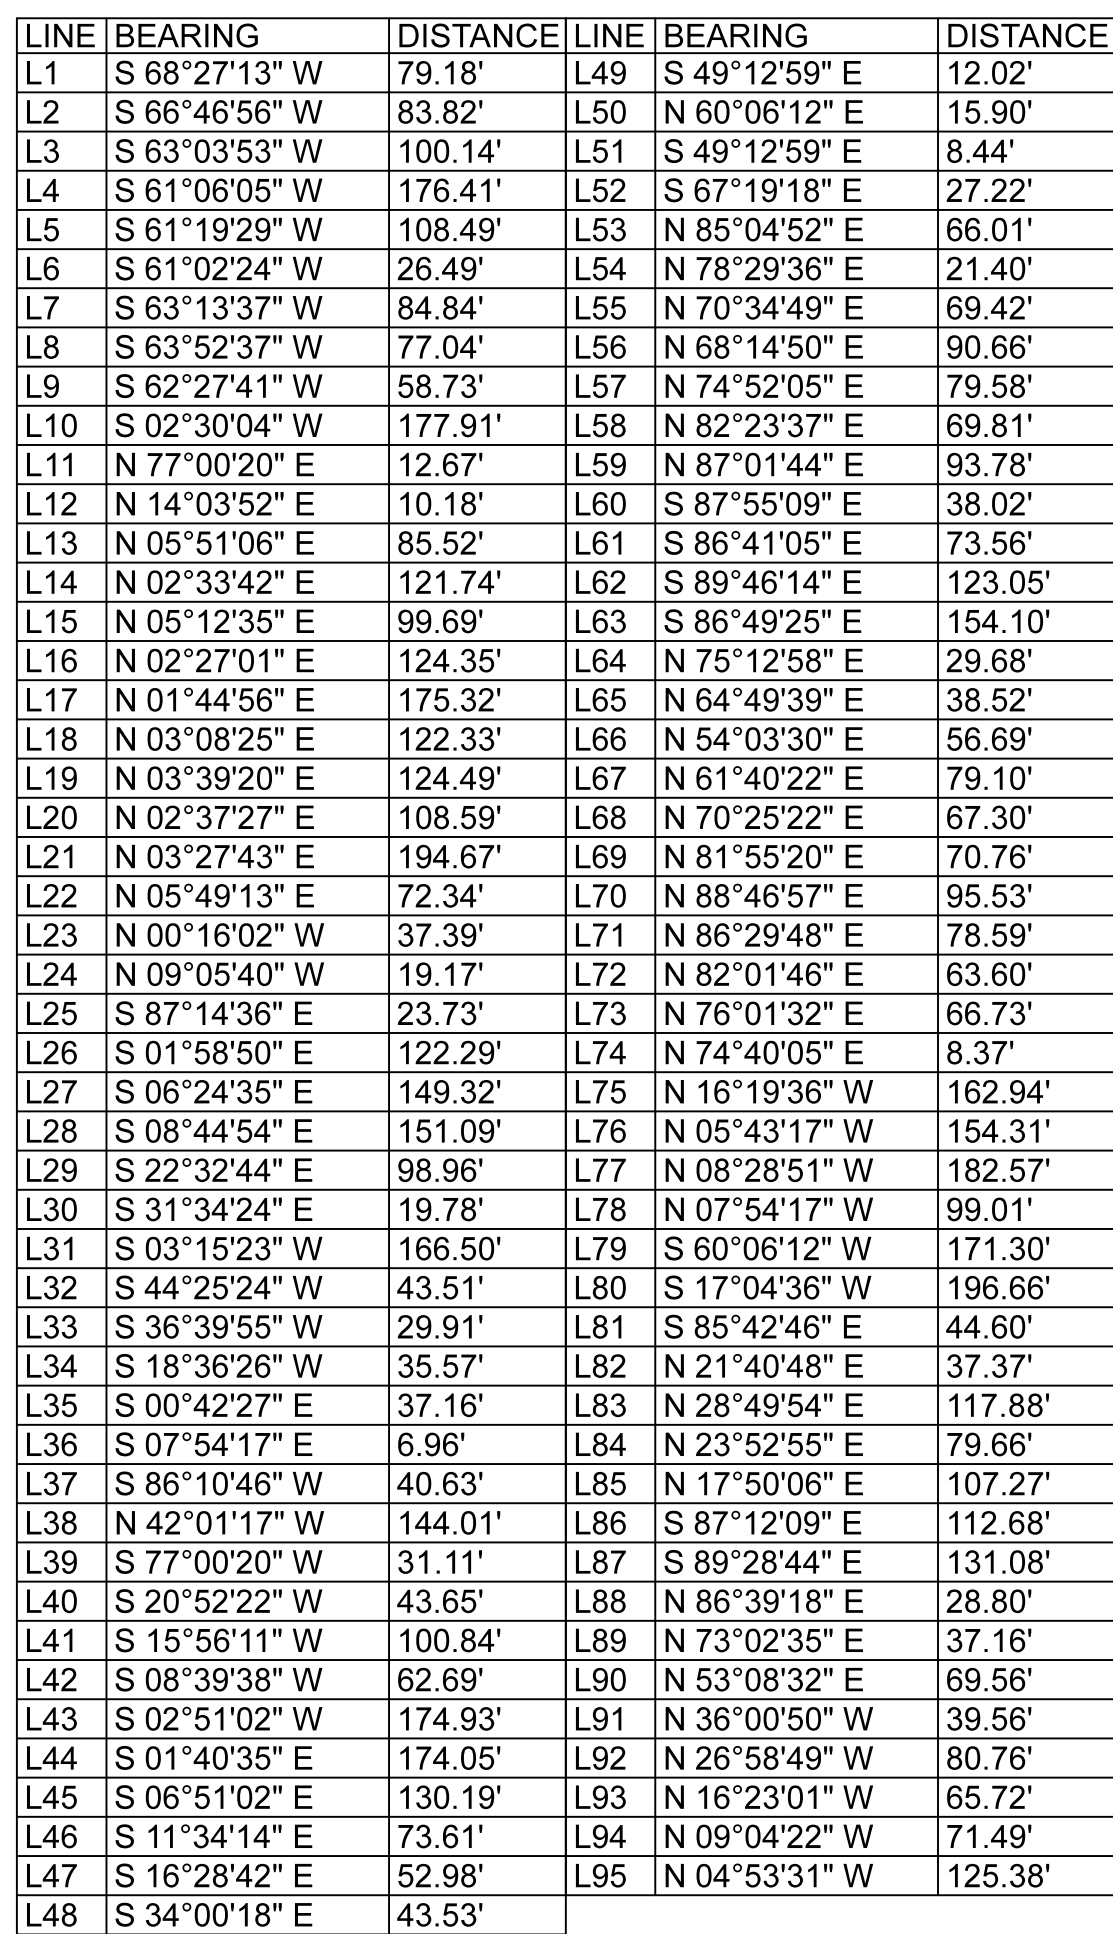 LINE BEARING DISTANCE LINE BEARING DISTANCE
L1 S 68°27'13" W 79.18' L49 S 49°12'59" E 12.02'
L2 S 66°46'56" W 83.82' L50 N 60°06'12" E 15.90'
L3 S 63°03'53" W 100.14' L51 S 49°12'59" E 8.44'
L4 S 61°06'05" W 176.41' L52 S 67°19'18" E 27.22'
L5 S 61°19'29" W 108.49' L53 N 85°04'52" E 66.01'
L6 S 61°02'24" W 26.49' L54 N 78°29'36" E 21.40'
L7 S 63°13'37" W 84.84' L55 N 70°34'49" E 69.42'
L8 S 63°52'37" W 77.04' L56 N 68°14'50" E 90.66'
L9 S 62°27'41" W 58.73' L57 N 74°52'05" E 79.58'
L10 S 02°30'04" W 177.91' L58 N 82°23'37" E 69.81'
L11 N 77°00'20" E 12.67' L59 N 87°01'44" E 93.78'
L12 N 14°03'52" E 10.18' L60 S 87°55'09" E 38.02'
L13 N 05°51'06" E 85.52' L61 S 86°41'05" E 73.56'
L14 N 02°33'42" E 121.74' L62 S 89°46'14" E 123.05'
L15 N 05°12'35" E 99.69' L63 S 86°49'25" E 154.10'
L16 N 02°27'01" E 124.35' L64 N 75°12'58" E 29.68'
L17 N 01°44'56" E 175.32' L65 N 64°49'39" E 38.52'
L18 N 03°08'25" E 122.33' L66 N 54°03'30" E 56.69'
L19 N 03°39'20" E 124.49' L67 N 61°40'22" E 79.10'
L20 N 02°37'27" E 108.59' L68 N 70°25'22" E 67.30'
L21 N 03°27'43" E 194.67' L69 N 81°55'20" E 70.76'
L22 N 05°49'13" E 72.34' L70 N 88°46'57" E 95.53'
L23 N 00°16'02" W 37.39' L71 N 86°29'48" E 78.59'
L24 N 09°05'40" W 19.17' L72 N 82°01'46" E 63.60'
L25 S 87°14'36" E 23.73' L73 N 76°01'32" E 66.73'
L26 S 01°58'50" E 122.29' L74 N 74°40'05" E 8.37'
L27 S 06°24'35" E 149.32' L75 N 16°19'36" W 162.94'
L28 S 08°44'54" E 151.09' L76 N 05°43'17" W 154.31'
L29 S 22°32'44" E 98.96' L77 N 08°28'51" W 182.57'
L30 S 31°34'24" E 19.78' L78 N 07°54'17" W 99.01'
L31 S 03°15'23" W 166.50' L79 S 60°06'12" W 171.30'
L32 S 44°25'24" W 43.51' L80 S 17°04'36" W 196.66'
L33 S 36°39'55" W 29.91' L81 S 85°42'46" E 44.60'
L34 S 18°36'26" W 35.57' L82 N 21°40'48" E 37.37'
L35 S 00°42'27" E 37.16' L83 N 28°49'54" E 117.88'
L36 S 07°54'17" E 6.96' L84 N 23°52'55" E 79.66'
L37 S 86°10'46" W 40.63' L85 N 17°50'06" E 107.27'
L38 N 42°01'17" W 144.01' L86 S 87°12'09" E 112.68'
L39 S 77°00'20" W 31.11' L87 S 89°28'44" E 131.08'
L40 S 20°52'22" W 43.65' L88 N 86°39'18" E 28.80'
L41 S 15°56'11" W 100.84' L89 N 73°02'35" E 37.16'
L42 S 08°39'38" W 62.69' L90 N 53°08'32" E 69.56'
L43 S 02°51'02" W 174.93' L91 N 36°00'50" W 39.56'
L44 S 01°40'35" E 174.05' L92 N 26°58'49" W 80.76'
L45 S 06°51'02" E 130.19' L93 N 16°23'01" W 65.72'
L46 S 11°34'14" E 73.61' L94 N 09°04'22" W 71.49'
L47 S 16°28'42" E 52.98' L95 N 04°53'31" W 125.38'
L48 S 34°00'18" E 43.53'